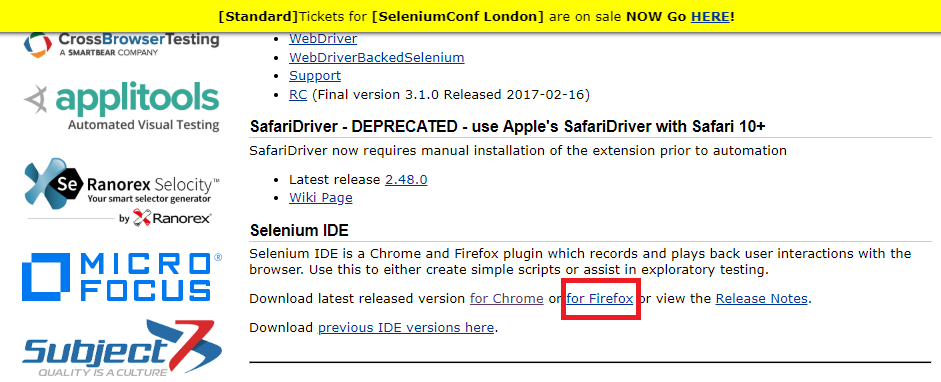 [Standard]Tickets for [SeleniumConf London] are on sale NOW Go HERE!
CrossBrowserTesting
A SMARTBEAR COMPANY
applitools
Automated Visual Testing
Se Ranorex Selocity™
Your smart selector generator
by Ranorex®
MICRO®
FOCUS
Subject7
QUALITY IS A CULTURE
WebDriver
WebDriverBackedSelenium
Support
RC (Final version 3.1.0 Released 2017-02-16)
SafariDriver - DEPRECATED - use Apple's SafariDriver with Safari 10+
SafariDriver now requires manual installation of the extension prior to automation
Latest release 2.48.0
Wiki Page
Selenium IDE
Selenium IDE is a Chrome and Firefox plugin which records and plays back user interactions with the
browser. Use this to either create simple scripts or assist in exploratory testing.
Download latest released version for Chrome or for Firefox or view the Release Notes.
Download previous IDE versions here.